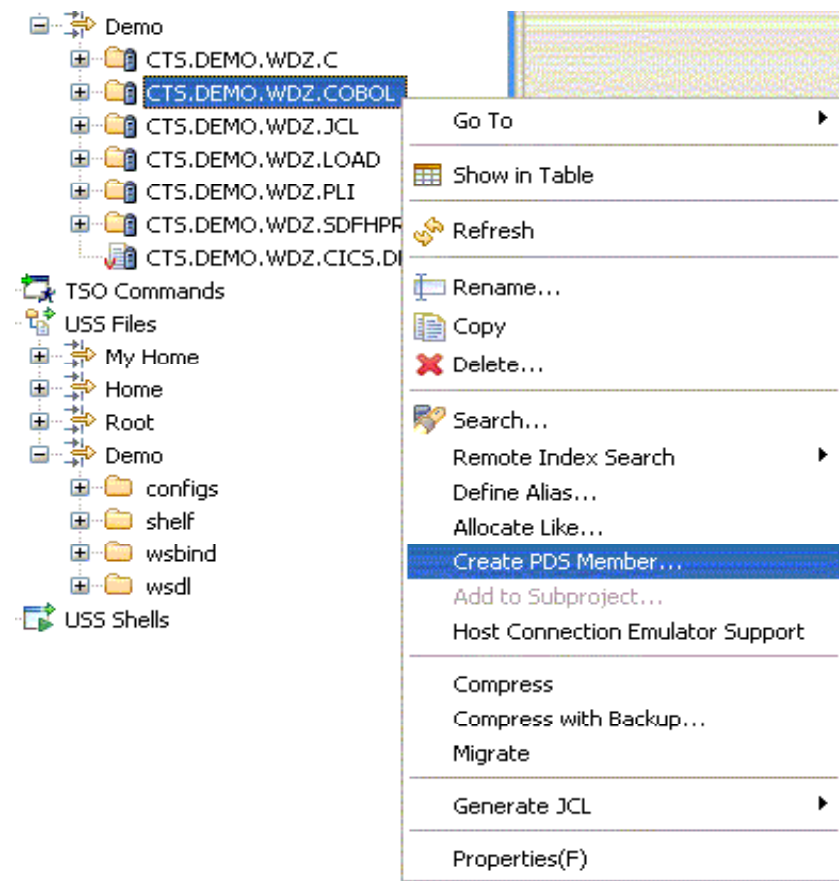 Demo
CTS.DEMO.WDZ.C
CTS.DEMO.WDZ.COBOL
CTS.DEMO.WDZ.JCL
CTS.DEMO.WDZ.LOAD
CTS.DEMO.WDZ.PLI
CTS.DEMO.WDZ.SDFHPR
CTS.DEMO.WDZ.CICS.D
TSO Commands
USS Files
My Home
Home
Root
Demo
configs
shelf
wsbind
wsdl
USS Shells
Go To
Show in Table
Refresh
Rename...
Copy
Delete...
Search...
Remote Index Search
Define Alias...
Allocate Like...
Create PDS Member...
Add to Subproject...
Host Connection Emulator Support
Compress
Compress with Backup...
Migrate
Generate JCL
Properties(F)